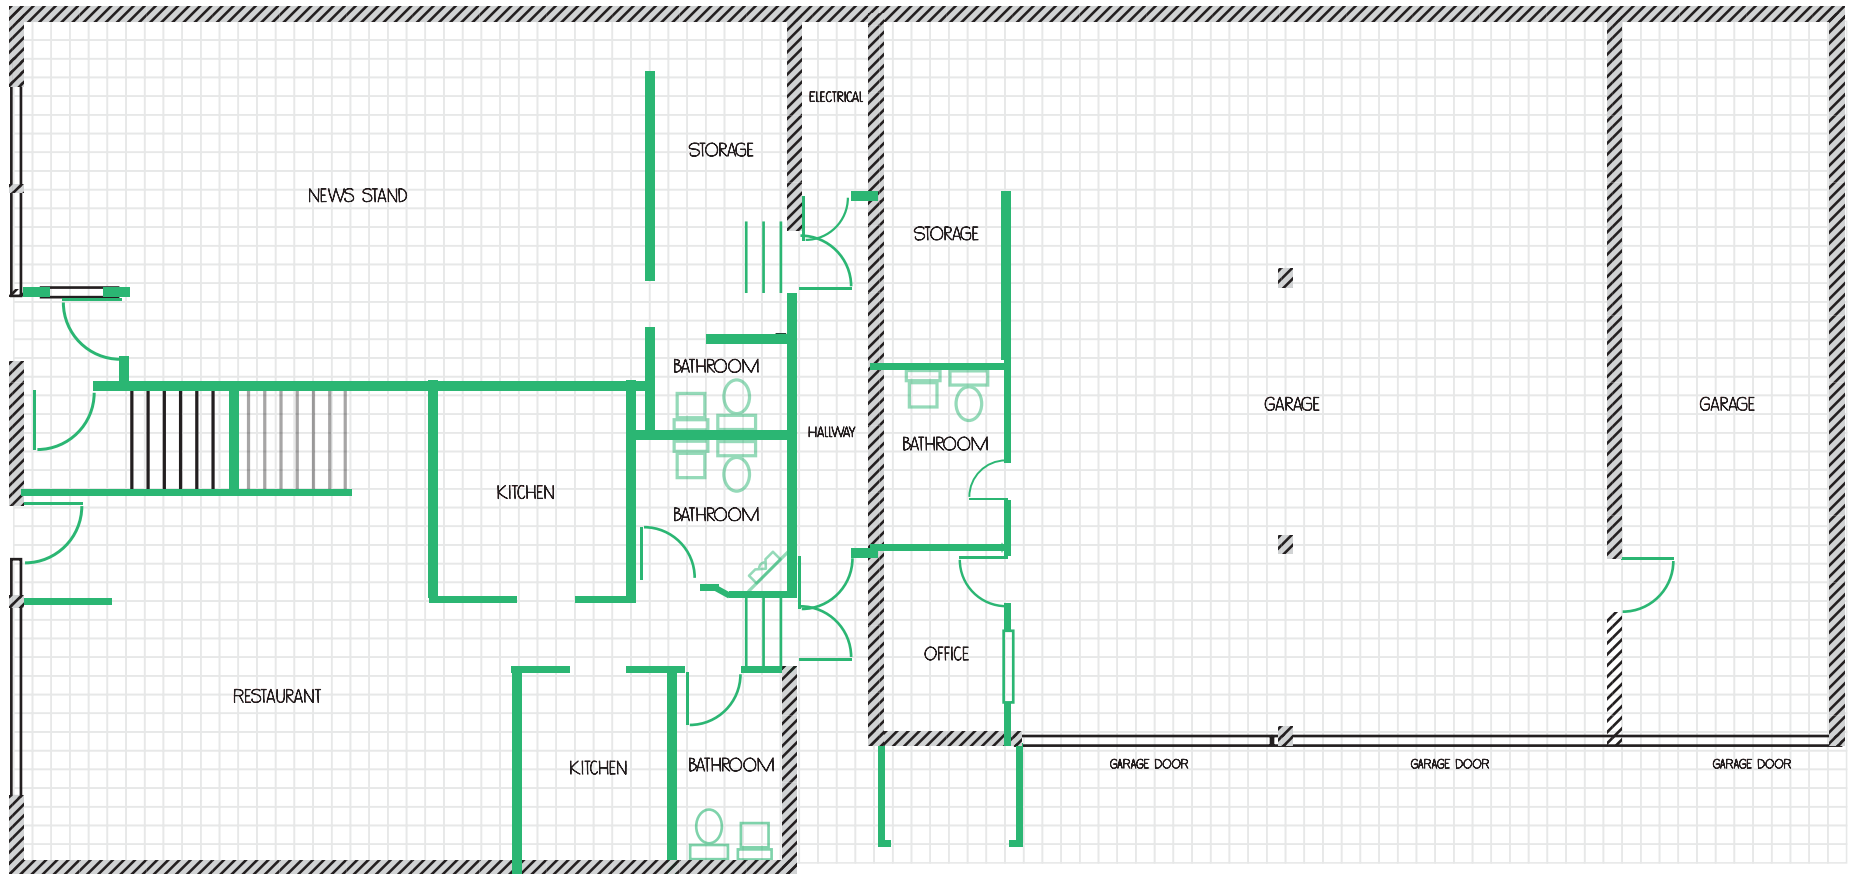 ELECTRICAL
STORAGE
NEWS STAND
STORAGE
BATHROOM
GARAGE
GARAGE
HALLWAY
BATHROOM
KITCHEN
BATHROOM
OFFICE
RESTAURANT
KITCHEN
BATHROOM
GARAGE DOOR
GARAGE DOOR
GARAGE DOOR